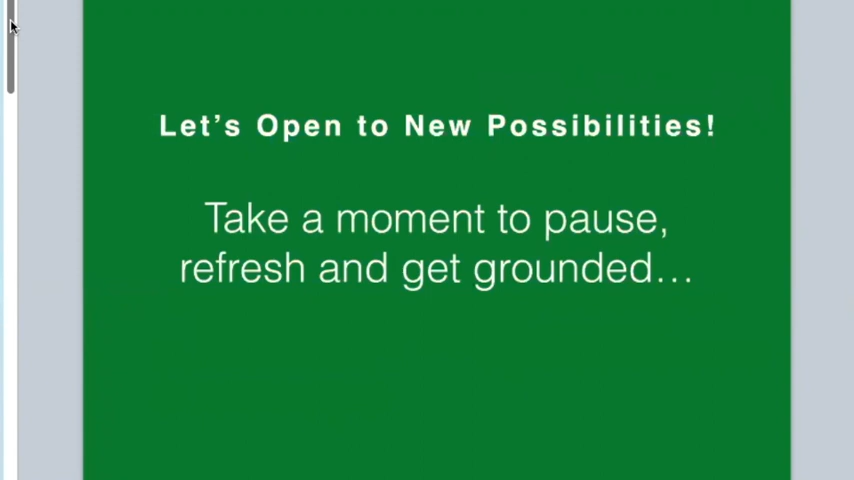 Let’s Open to New Possibilities!
Take a moment to pause,
refresh and get grounded…